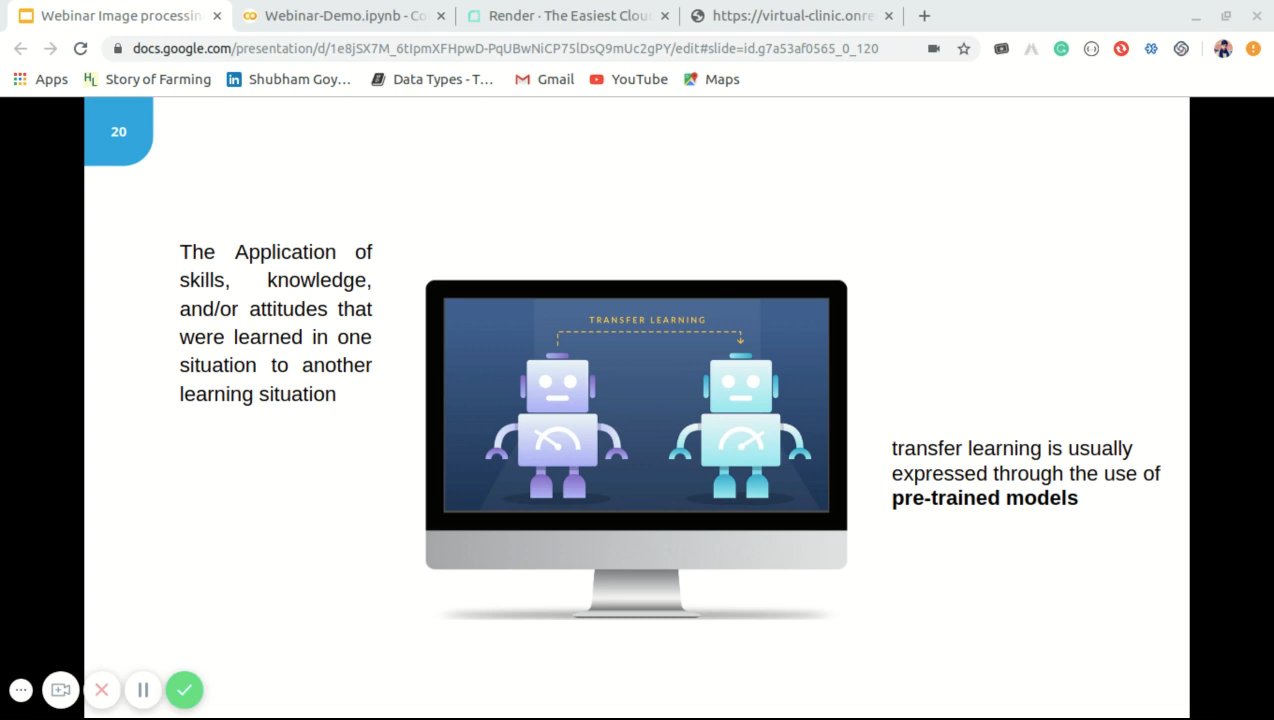 Webinar Image processin
Webinar-Demo.ipynb - Co
Render · The Easiest Clou
https://virtual-clinic.onre
docs.google.com/presentation/d/1e8jSX7M_6tIpmXFHpwD-PqUBwNiCP75lDsQ9mUc2gPY/edit#slide=id.g7a53af0565_0_120
Apps
HL Story of Farming
in Shubham Goy...
Data Types - T...
Gmail
YouTube
Maps
20
The Application of
skills, knowledge,
and/or attitudes that
were learned in one
situation to another
learning situation
TRANSFER LEARNING
transfer learning is usually
expressed through the use of
pre-trained models